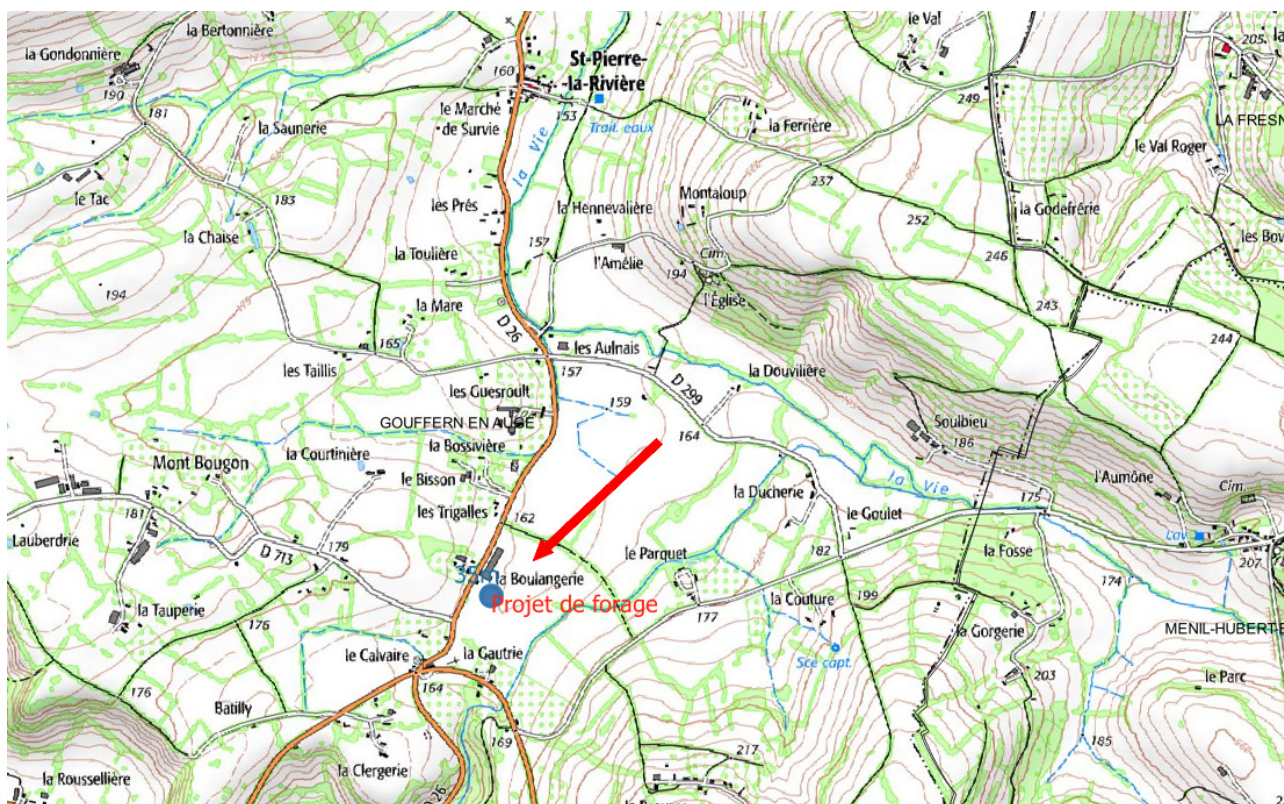 la Bertonnière
la Gondonnière
190
181
la Saunerie
le Tac
183
la Chaise
194
175
160
St-Pierre-
-la-Rivière
le Marché
de Survie
153
Trait. eaux
la Vie
les Prés
la Toulière
la Mare
157
la Hennevalière
l'Amélie
194
Cim.
l'Église
Montaloup
la Ferrière
237
249
le Val
205
LA FRESN
le Val Roger
la Godefrêrie
252
246
243
244
les Bov
D 26
les Aulnais
165
les Taillis
157
les Guesroult
159
D 299
164
la Douvilière
Soulbieu
186
GOUFFERN EN AUGE
la Bossivière
la Courtinière
Mont Bougon
le Bisson
les Trigalles
162
la Ducherie
la Vie
l'Aumône
Cim.
175
le Goulet
Lav.
207
181
Lauberdrie
D 713
179
la Tauperie
176
35m
la Boulangerie
Projet de forage
le Parquet
182
177
la Couture
199
Sce capt.
la Fosse
174
la Gorgerie
203
MENIL-HUBERT-E
le Parc
185
le Calvaire
164
la Gautrie
176
Batilly
169
la Clergerie
D 26
217
la Roussellière